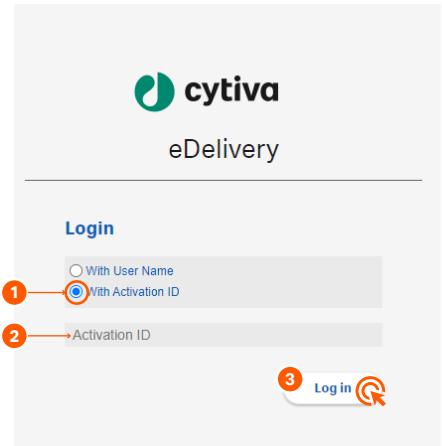 cytiva
eDelivery
Login
With User Name
1
With Activation ID
2
Activation ID
3
Log in